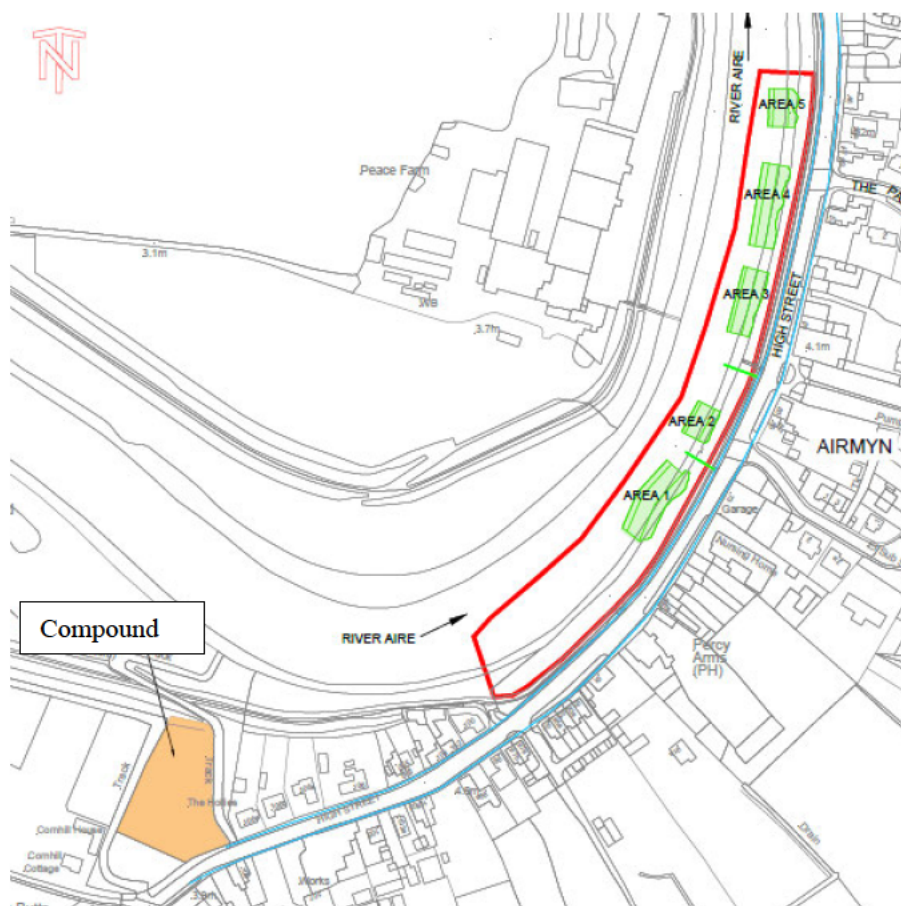 N
RIVER AIRE
AREA 5
AREA 4
Peace Farm
3.1m
WB
3.7m
AREA 3
HIGH STREET
4.1m
AREA 2
AIRMYN
AREA 1
Garage
Nursing Home
Compound
RIVER AIRE
Percy
Arms
(PH)
Track
Track
The Hollies
HIGH STREET
Cornhill House
Cornhill
Cottage
Works
Drain